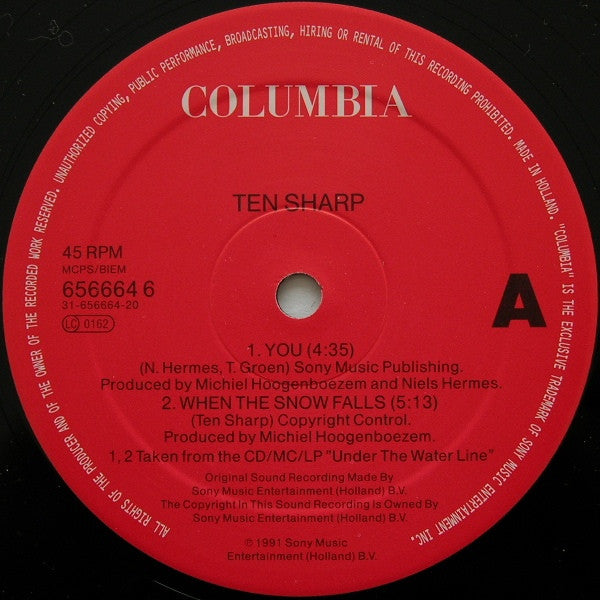 ALL RIGHTS OF THE PRODUCER AND OF THE OWNER OF THE RECORDED WORK RESERVED. UNAUTHORIZED COPYING, PUBLIC PERFORMANCE, BROADCASTING, HIRING OR RENTAL OF THIS RECORDING PROHIBITED. MADE IN HOLLAND. "COLUMBIA" IS THE EXCLUSIVE TRADEMARK OF SONY MUSIC ENTERTAINMENT INC.
COLUMBIA
TEN SHARP
45 RPM
MCPS/BIEM
656664 6
31-656664-20
LC 0162
A
1. YOU (4:35)
(N. Hermes, T. Groen) Sony Music Publishing.
Produced by Michiel Hoogenboezem and Niels Hermes.
2. WHEN THE SNOW FALLS (5:13)
(Ten Sharp) Copyright Control.
Produced by Michiel Hoogenboezem.
1, 2 Taken from the CD/MC/LP "Under The Water Line"
Original Sound Recording Made By
Sony Music Entertainment (Holland) B.V.
The Copyright In This Sound Recording Is Owned By
Sony Music Entertainment (Holland) B.V.
© 1991 Sony Music
Entertainment (Holland) B.V.